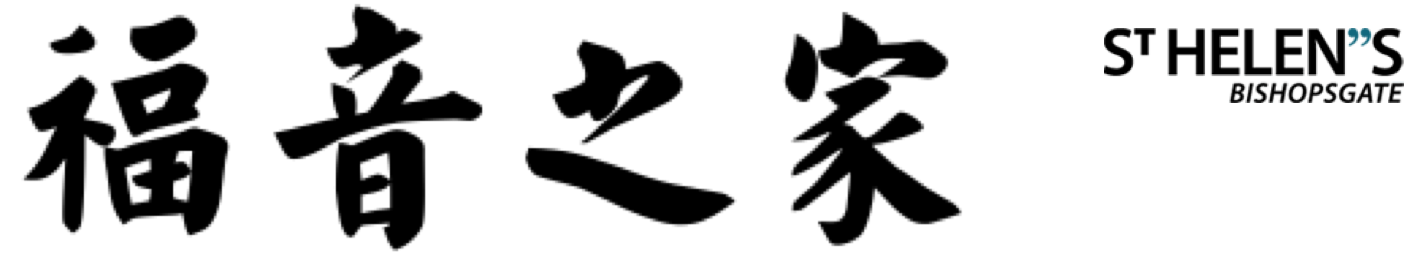 福音之家
ST HELEN”S
BISHOPSGATE